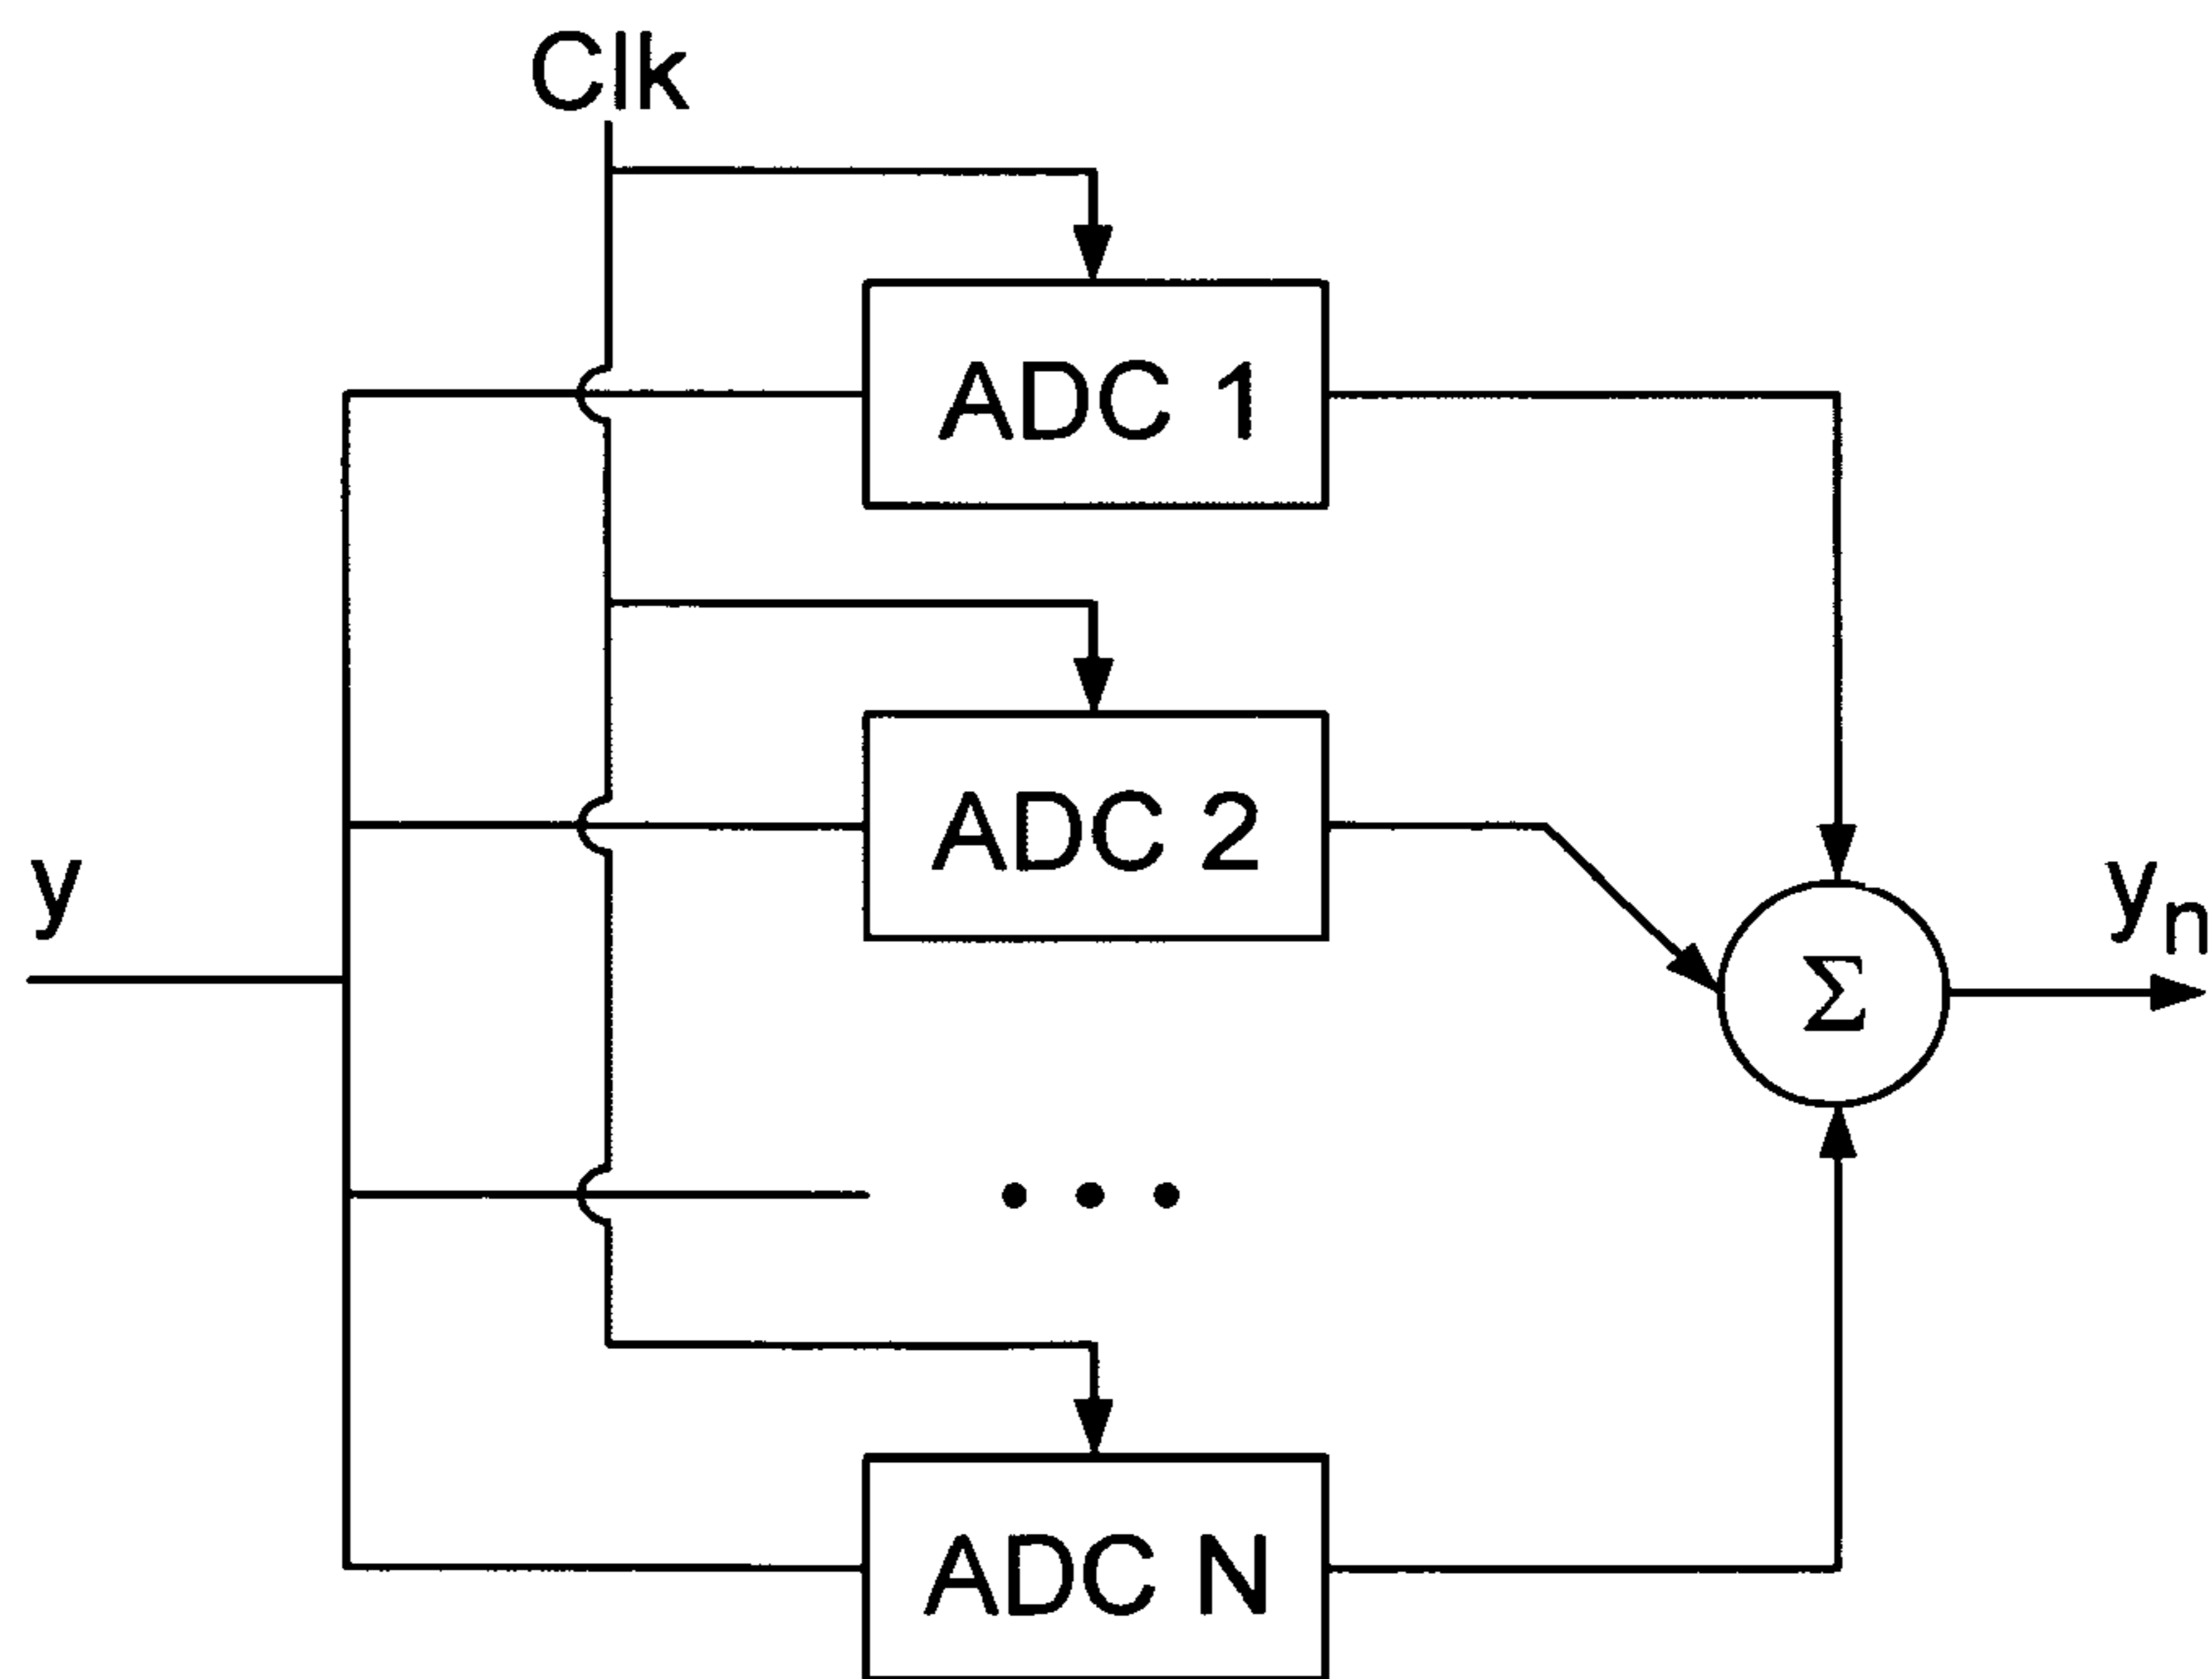 Clk
ADC 1
ADC 2
y
yn
Σ
• • •
ADC N